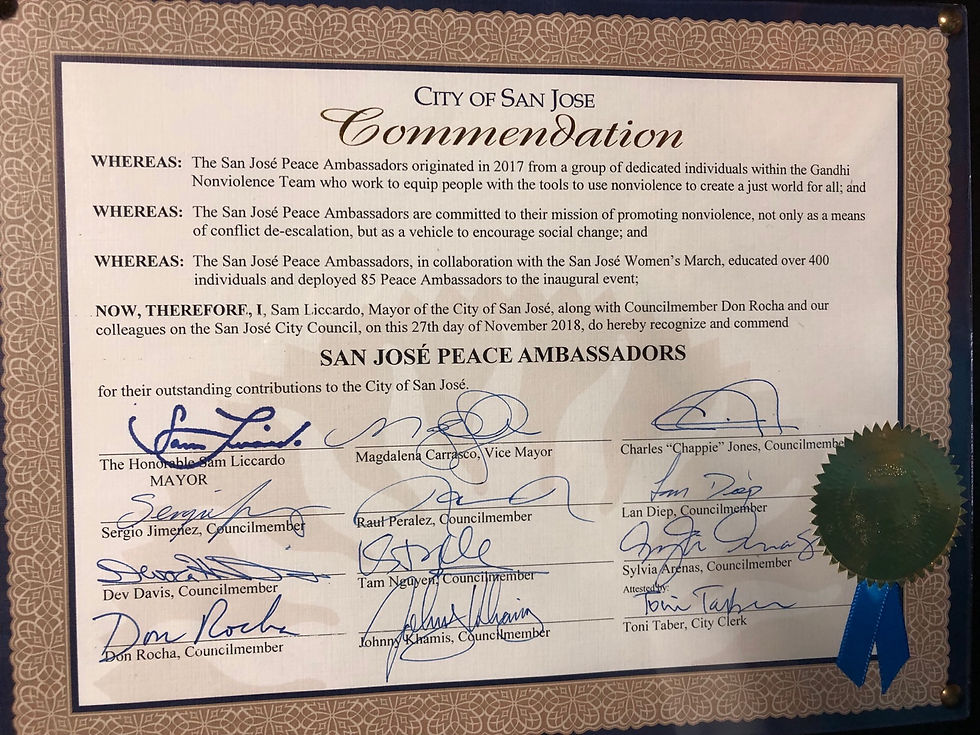 CITY OF SAN JOSE
Commendation
WHEREAS: The San José Peace Ambassadors originated in 2017 from a group of dedicated individuals within the Gandhi
Nonviolence Team who work to equip people with the tools to use nonviolence to create a just world for all; and
WHEREAS: The San José Peace Ambassadors are committed to their mission of promoting nonviolence, not only as a means
of conflict de-escalation, but as a vehicle to encourage social change; and
WHEREAS: The San José Peace Ambassadors, in collaboration with the San José Women's March, educated over 400
individuals and deployed 85 Peace Ambassadors to the inaugural event;
NOW, THEREFORE, I, Sam Liccardo, Mayor of the City of San José, along with Councilmember Don Rocha and our
colleagues on the San José City Council, on this 27th day of November 2018, do hereby recognize and commend
SAN JOSÉ PEACE AMBASSADORS
for their outstanding contributions to the City of San José.
Sam Liccardo
The Honorable Sam Liccardo
MAYOR
Magdalena Carrasco, Vice Mayor
Charles "Chappie" Jones, Councilmembe
Sergio Jimenez, Councilmember
Raul Peralez, Councilmember
Lan Diep
Lan Diep, Councilmember
Dev Davis, Councilmember
Tam Nguyen, Councilmember
Sylvia Arenas, Councilmember
Don Rocha
Don Rocha, Councilmember
Johnny Khamis, Councilmember
Attested by:
Toni Taber
Toni Taber, City Clerk